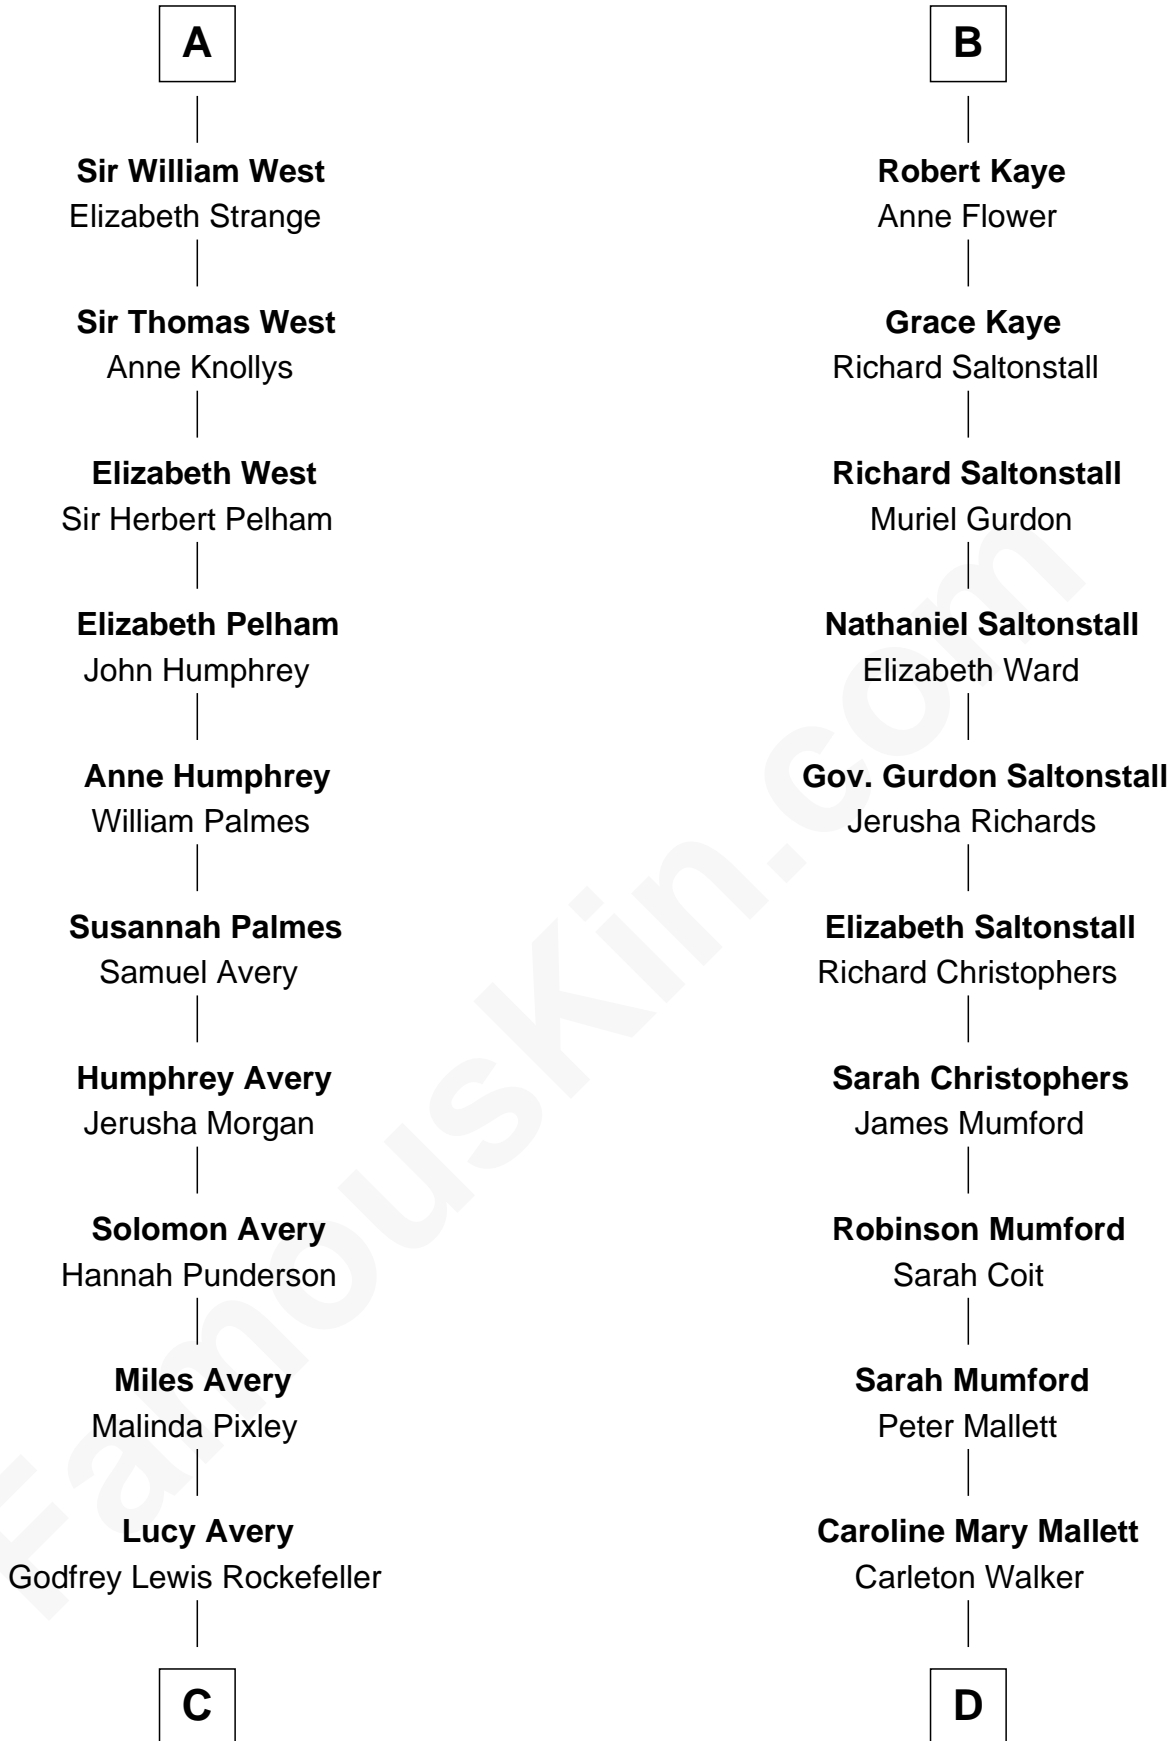 A
Sir William West
Elizabeth Strange
Sir Thomas West
Anne Knollys
Elizabeth West
Sir Herbert Pelham
Elizabeth Pelham
John Humphrey
Anne Humphrey
William Palmes
Susannah Palmes
Samuel Avery
Humphrey Avery
Jerusha Morgan
Solomon Avery
Hannah Punderson
Miles Avery
Malinda Pixley
Lucy Avery
Godfrey Lewis Rockefeller
C
B
Robert Kaye
Anne Flower
Grace Kaye
Richard Saltonstall
Richard Saltonstall
Muriel Gurdon
Nathaniel Saltonstall
Elizabeth Ward
Gov. Gurdon Saltonstall
Jerusha Richards
Elizabeth Saltonstall
Richard Christophers
Sarah Christophers
James Mumford
Robinson Mumford
Sarah Coit
Sarah Mumford
Peter Mallett
Caroline Mary Mallett
Carleton Walker
D
FamousKin.com